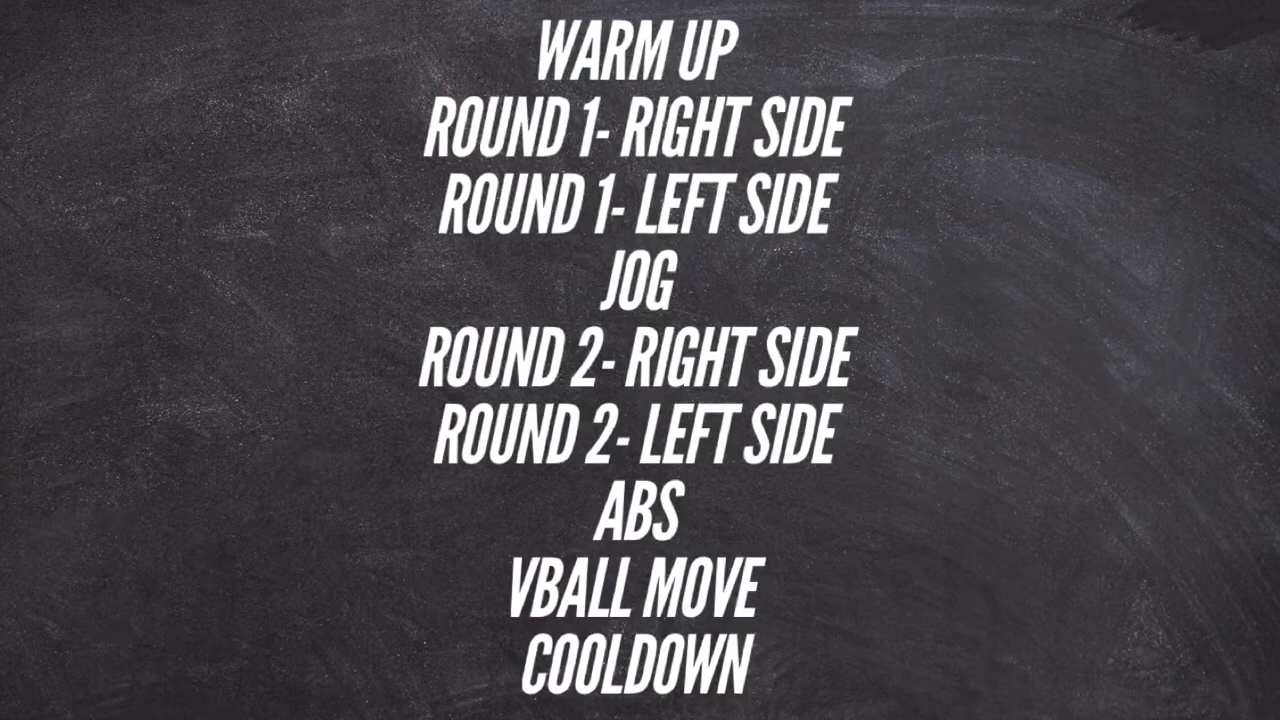 WARM UP
ROUND 1- RIGHT SIDE
ROUND 1- LEFT SIDE
JOG
ROUND 2- RIGHT SIDE
ROUND 2- LEFT SIDE
ABS
VBALL MOVE
COOLDOWN